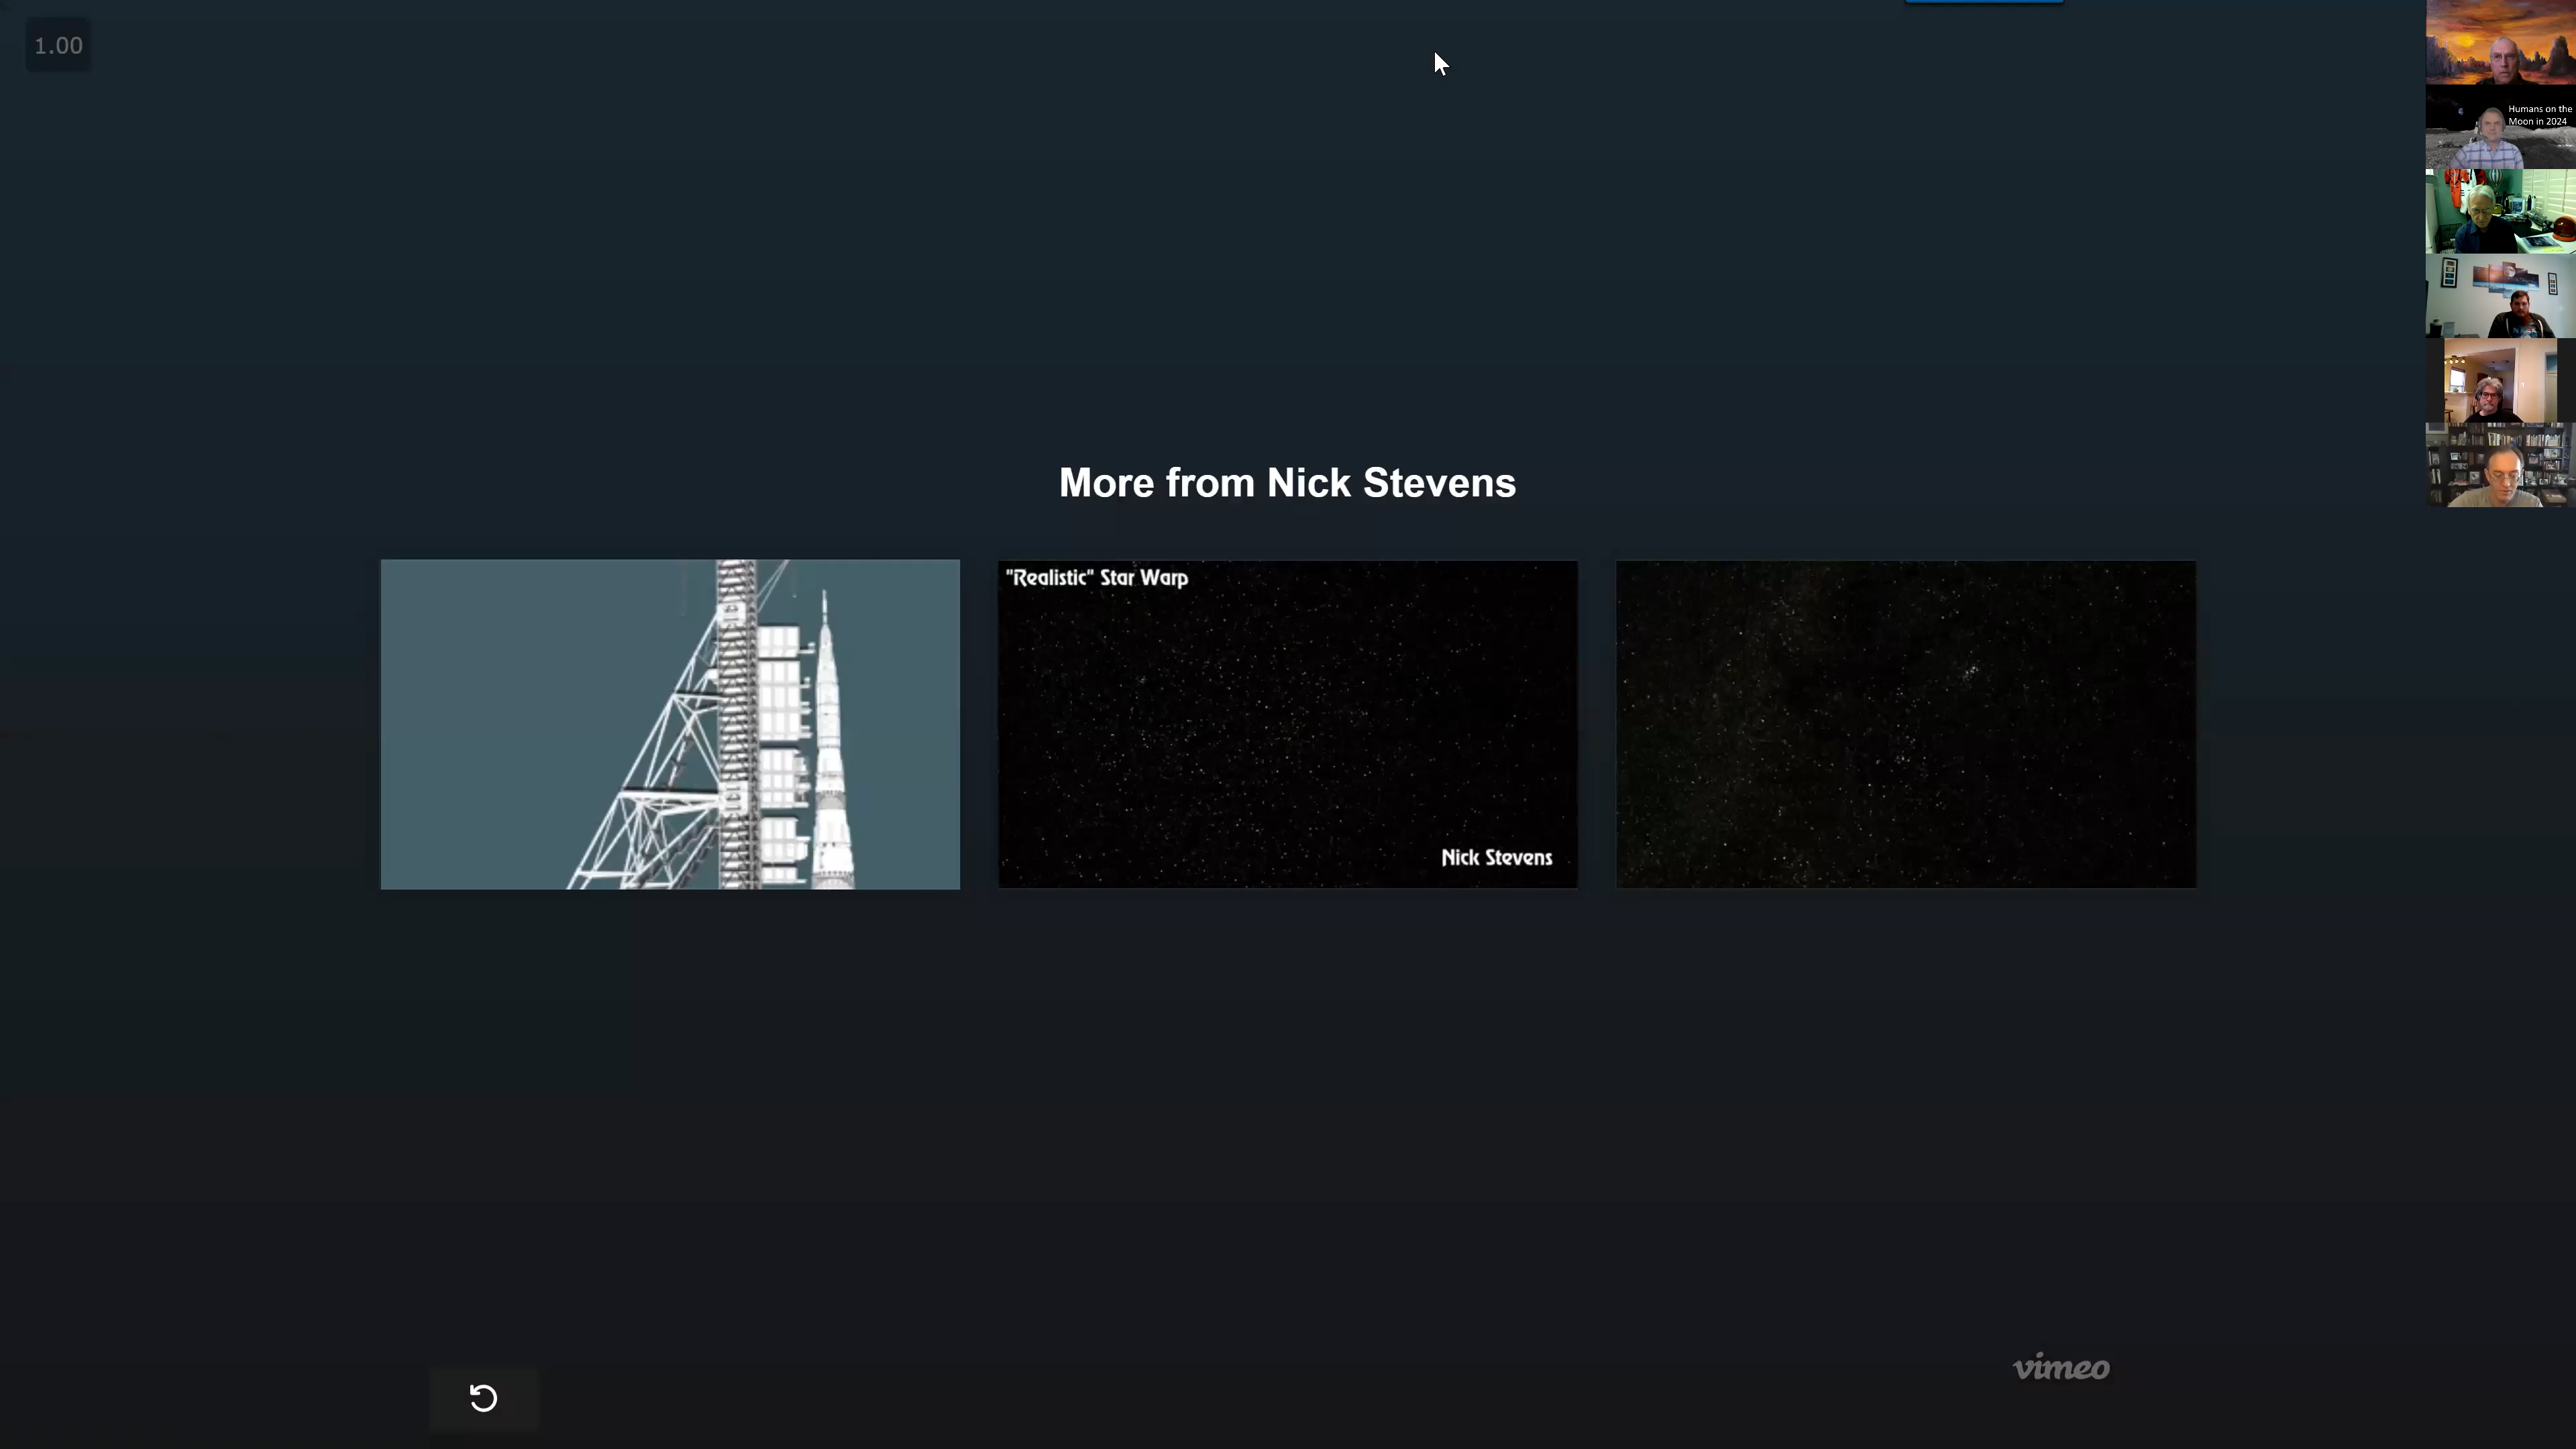 1.00
Humans on the
Moon in 2024
More from Nick Stevens
"Realistic" Star Warp
Nick Stevens
vimeo